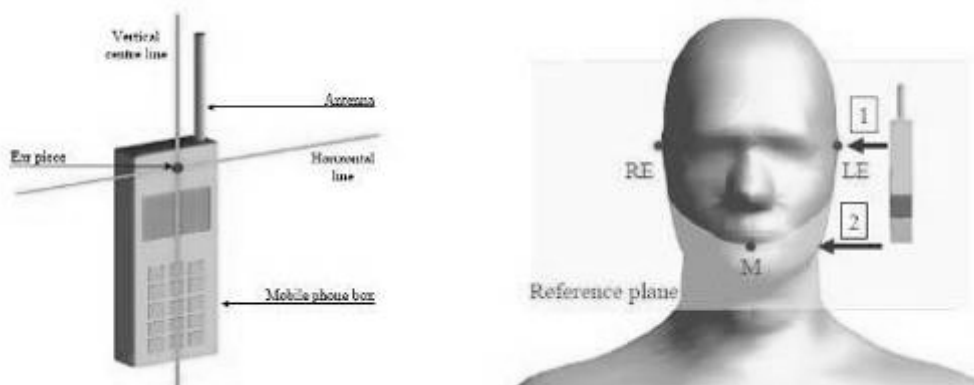 Vertical
centre line
Antenna
Ear piece
Horizontal
line
Mobile phone box
1
RE
LE
2
M
Reference plane